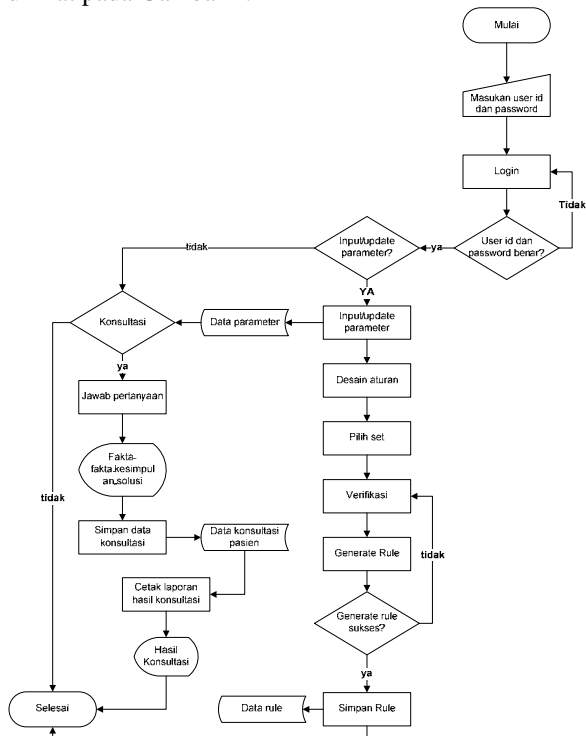 pada
Mulai
Masukan user id
dan password
Login
Tidak
User id dan
password benar?
ya
Input/update
parameter?
tidak
YA
Konsultasi
Data parameter
Input/update
parameter
ya
Desain aturan
Jawab pertanyaan
Pilih set
Fakta-
fakta,kesimpul
an,solusi
tidak
Verifikasi
Simpan data
konsultasi
Data konsultasi
pasien
Generate Rule
tidak
Cetak laporan
hasil konsultasi
Generate rule
sukses?
Hasil
Konsultasi
ya
Selesai
Data rule
Simpan Rule